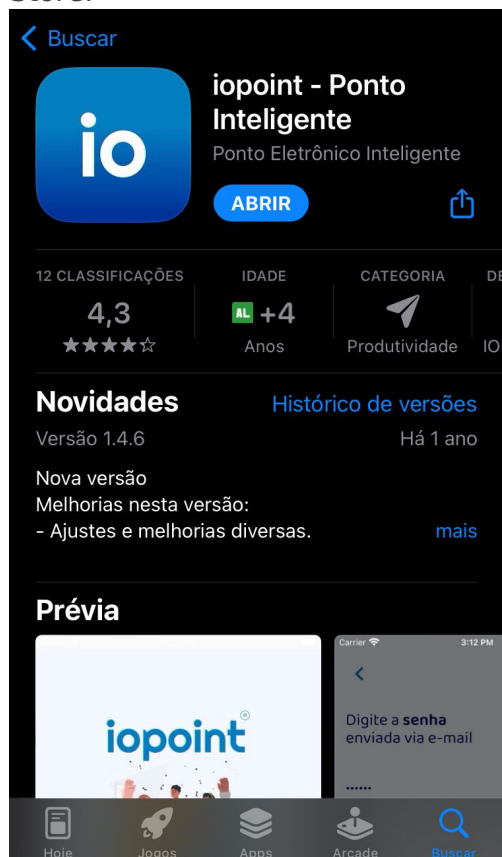 Buscar
io
iopoint - Ponto
Inteligente
Ponto Eletrônico Inteligente
ABRIR
12 CLASSIFICAÇÕES
IDADE
CATEGORIA
DE
4,3
AL +4
Anos
Produtividade
IO
Novidades
Histórico de versões
Versão 1.4.6
Há 1 ano
Nova versão
Melhorias nesta versão:
- Ajustes e melhorias diversas.
mais
Prévia
iopoint®
Carrier
3:12 PM
Digite a senha
enviada via e-mail
Hoje
Jogos
Apps
Arcade
Buscar